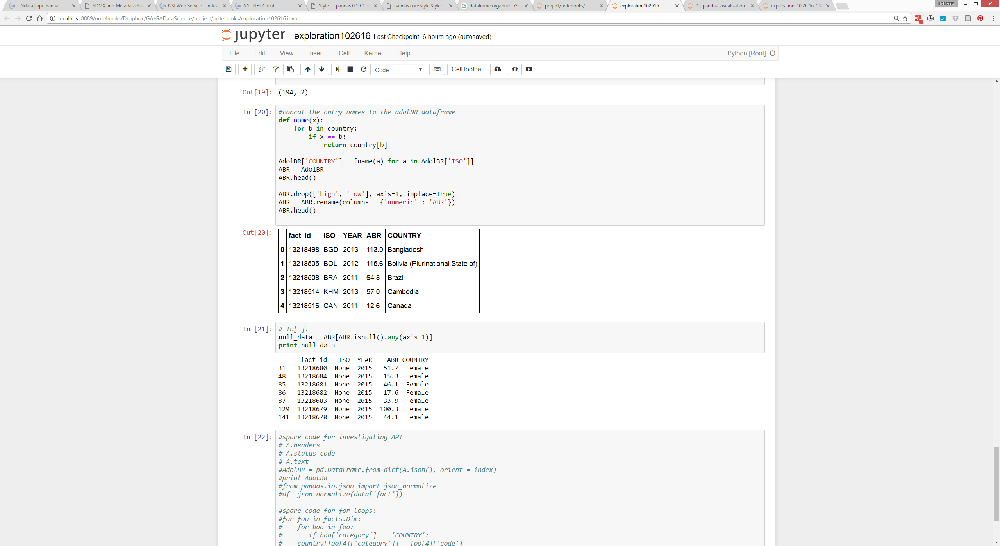 UNdata | api manual
SDMX and Metadata Sta
NSI Web Service - Index
NSI .NET Client
Style — pandas 0.19.0 do
pandas.core.style.Styler –
dataframe organize - Go
project/notebooks/
exploration102616
05_pandas_visualization
exploration_10.26.16_CS
Rebecca
localhost:8889/notebooks/Dropbox/GA/GADataScience/project/notebooks/exploration102616.ipynb
jupyter exploration102616 Last Checkpoint: 6 hours ago (autosaved)
File Edit View Insert Cell Kernel Help Python [Root]
Code CellToolbar
Out[19]: (194, 2)
In [20]: #concat the cntry names to the adolBR dataframe
def name(x):
    for b in country:
        if x == b:
            return country[b]
AdolBR['COUNTRY'] = [name(a) for a in AdolBR['ISO']]
ABR = AdolBR
ABR.head()
ABR.drop(['high', 'low'], axis=1, inplace=True)
ABR = ABR.rename(columns = {'numeric' : 'ABR'})
ABR.head()
Out[20]:
fact_id ISO YEAR ABR COUNTRY
0 13218498 BGD 2013 113.0 Bangladesh
1 13218505 BOL 2012 115.6 Bolivia (Plurinational State of)
2 13218508 BRA 2011 64.8 Brazil
3 13218514 KHM 2013 57.0 Cambodia
4 13218516 CAN 2011 12.6 Canada
In [21]: # In[ ]:
null_data = ABR[ABR.isnull().any(axis=1)]
print null_data
fact_id ISO YEAR ABR COUNTRY
31 13218680 None 2015 51.7 Female
48 13218684 None 2015 15.3 Female
85 13218681 None 2015 46.1 Female
86 13218682 None 2015 17.6 Female
87 13218683 None 2015 33.9 Female
129 13218679 None 2015 100.3 Female
141 13218678 None 2015 44.1 Female
In [22]: #spare code for investigating API
# A.headers
# A.status_code
# A.text
#AdolBR = pd.DataFrame.from_dict(A.json(), orient = index)
#print AdolBR
#from pandas.io.json import json_normalize
#df =json_normalize(data['fact'])
#spare code for for loops:
#for foo in facts.Dim:
#    for boo in foo:
#       if boo['category'] == 'COUNTRY':
#    country[foo[4]['category']] = foo[4]['code']